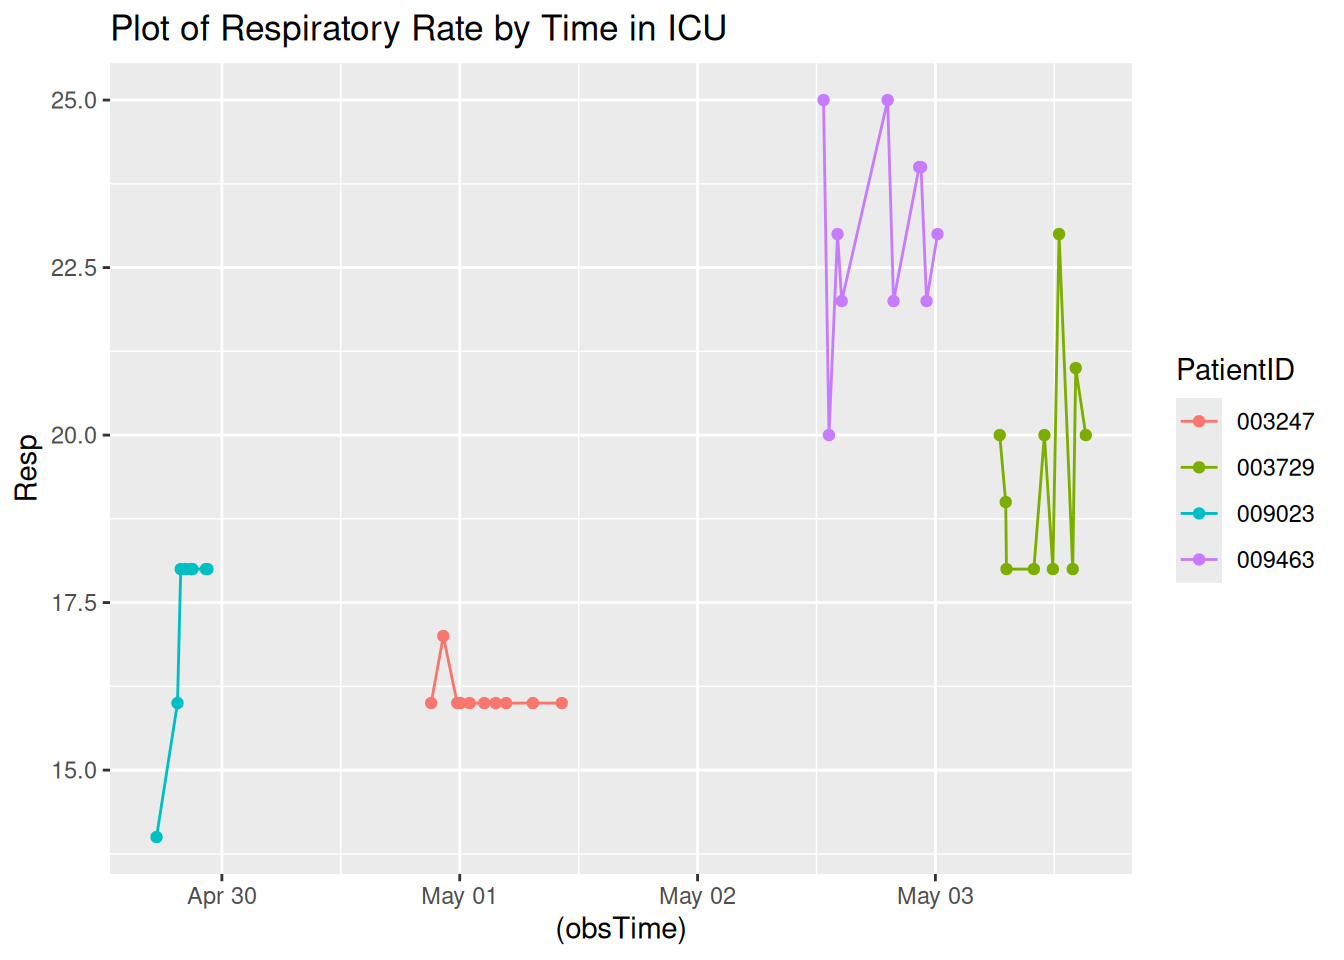 Plot of Respiratory Rate by Time in ICU
25.0
22.5
20.0
17.5
15.0
Resp
Apr 30
May 01
May 02
May 03
(obsTime)
PatientID
003247
003729
009023
009463